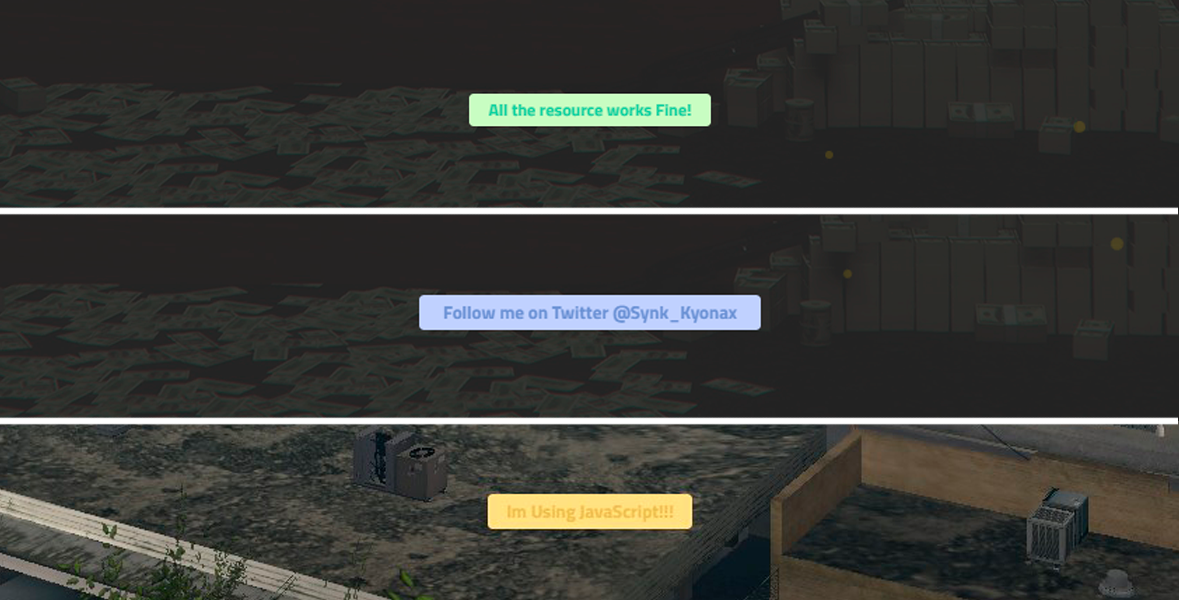 All the resource works Fine!
Follow me on Twitter @Synk_Kyonax
Im Using JavaScript!!!